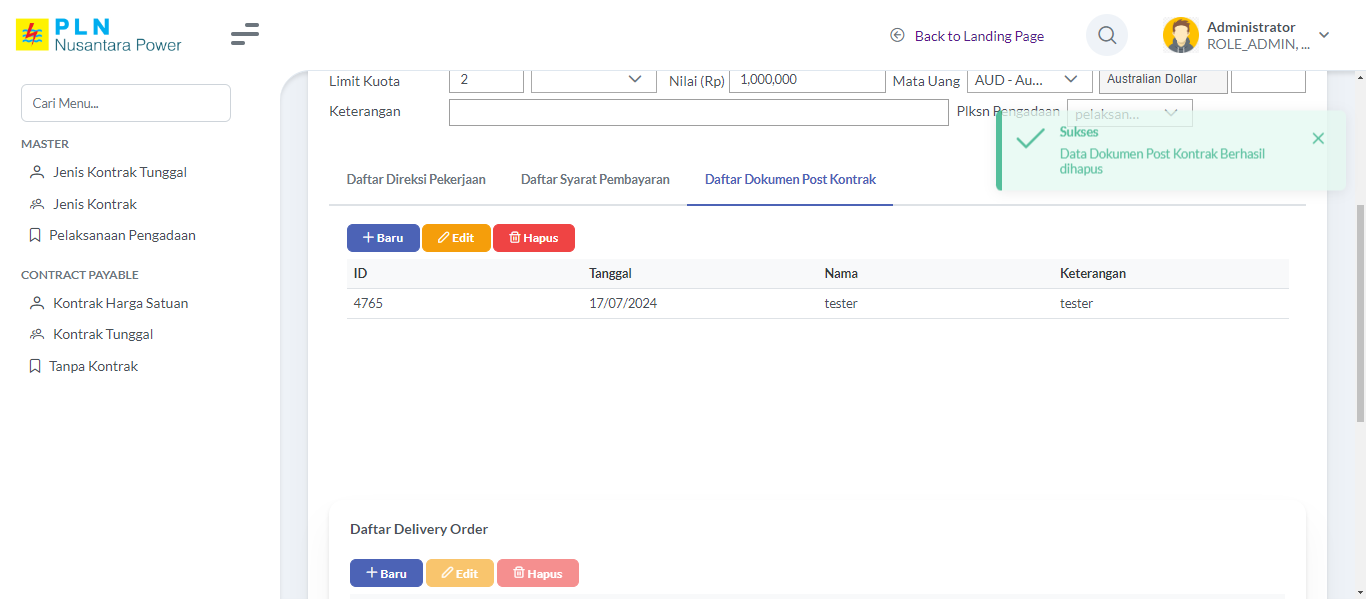 PLN
Nusantara Power
Back to Landing Page
Administrator
ROLE_ADMIN, ...
Cari Menu...
MASTER
Jenis Kontrak Tunggal
Jenis Kontrak
Pelaksanaan Pengadaan
CONTRACT PAYABLE
Kontrak Harga Satuan
Kontrak Tunggal
Tanpa Kontrak
Limit Kuota 2 Nilai (Rp) 1,000,000 Mata Uang AUD - Au... Australian Dollar
Keterangan Plksn Pengadaan pelaksan...
Sukses
Data Dokumen Post Kontrak Berhasil
dihapus
Daftar Direksi Pekerjaan Daftar Syarat Pembayaran Daftar Dokumen Post Kontrak
Baru Edit Hapus
ID Tanggal Nama Keterangan
4765 17/07/2024 tester tester
Daftar Delivery Order
Baru Edit Hapus